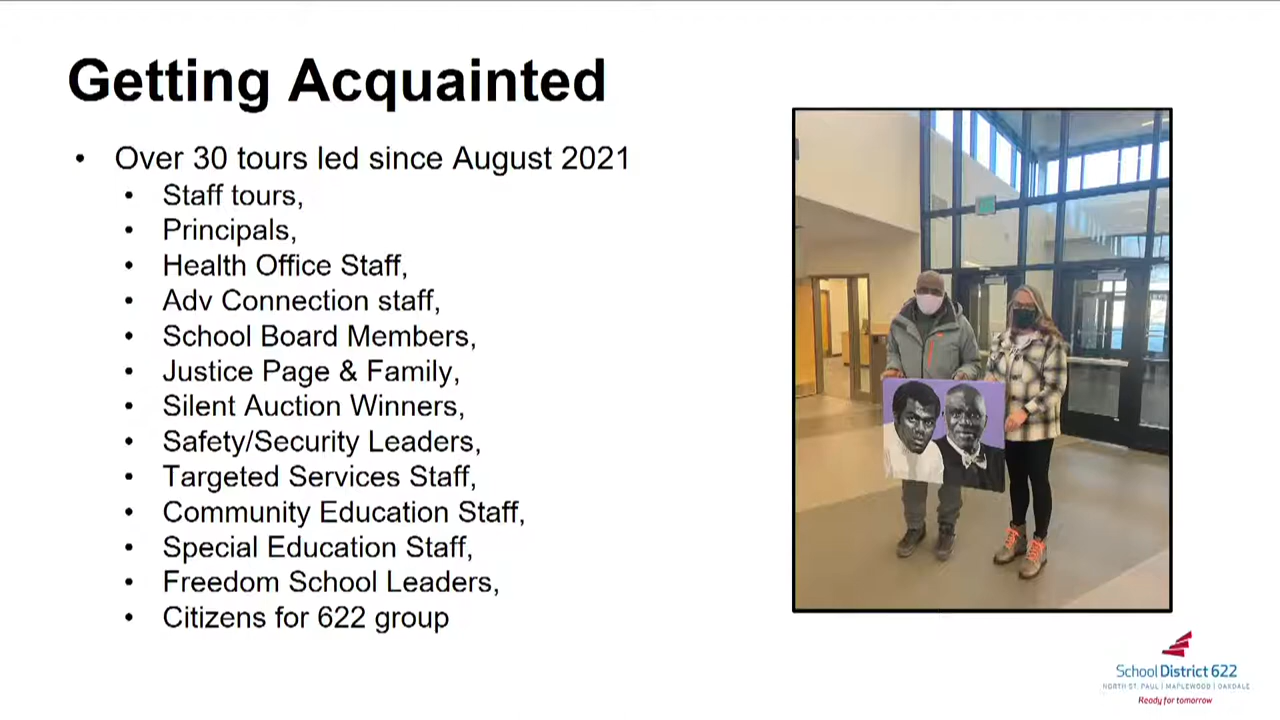 Getting Acquainted
• Over 30 tours led since August 2021
• Staff tours,
• Principals,
• Health Office Staff,
• Adv Connection staff,
• School Board Members,
• Justice Page & Family,
• Silent Auction Winners,
• Safety/Security Leaders,
• Targeted Services Staff,
• Community Education Staff,
• Special Education Staff,
• Freedom School Leaders,
• Citizens for 622 group
School District 622
NORTH ST. PAUL | MAPLEWOOD | OAKDALE
Ready for tomorrow